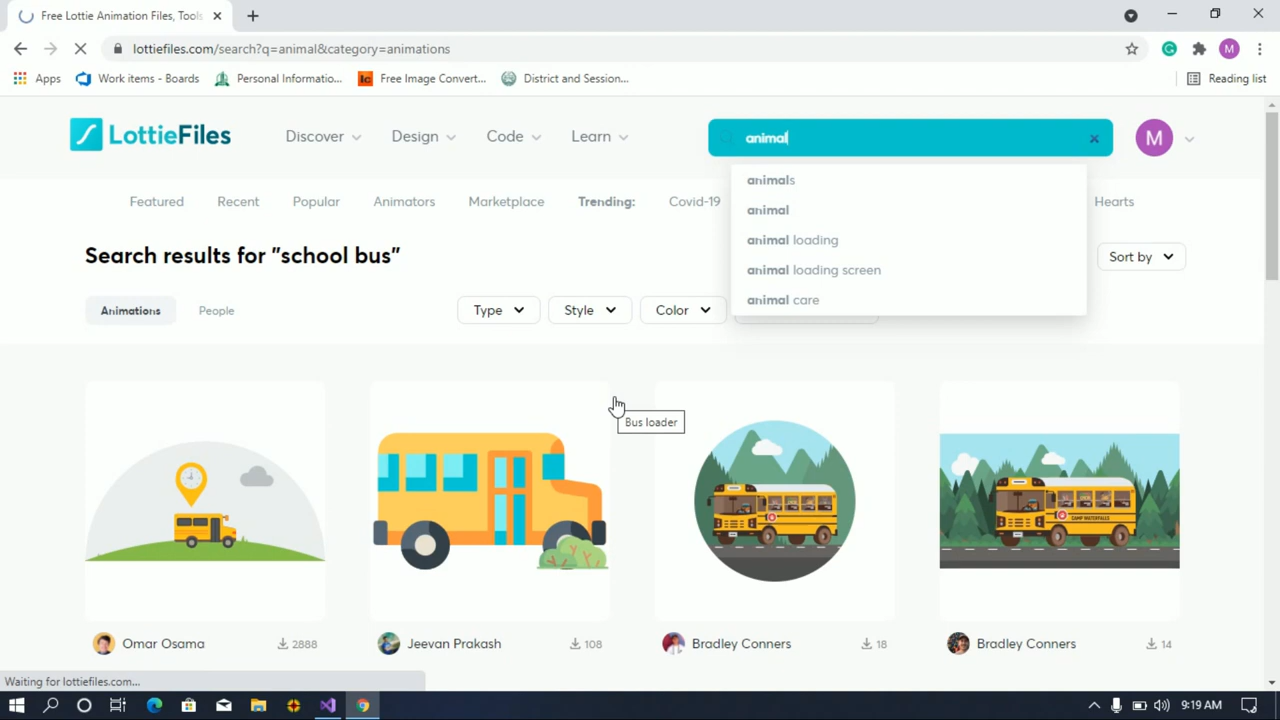 Free Lottie Animation Files, Tools
lottiefiles.com/search?q=animal&category=animations
M
Apps
Work items - Boards
Personal Informatio...
Free Image Convert...
District and Session...
Reading list
LottieFiles
Discover
Design
Code
Learn
animal
M
animals
animal
animal loading
animal loading screen
animal care
Featured
Recent
Popular
Animators
Marketplace
Trending:
Covid-19
Hearts
Search results for "school bus"
Sort by
Animations
People
Type
Style
Color
Bus loader
CAMP WATERFALLS
Omar Osama
2888
Jeevan Prakash
108
Bradley Conners
18
Bradley Conners
14
Waiting for lottiefiles.com...
9:19 AM